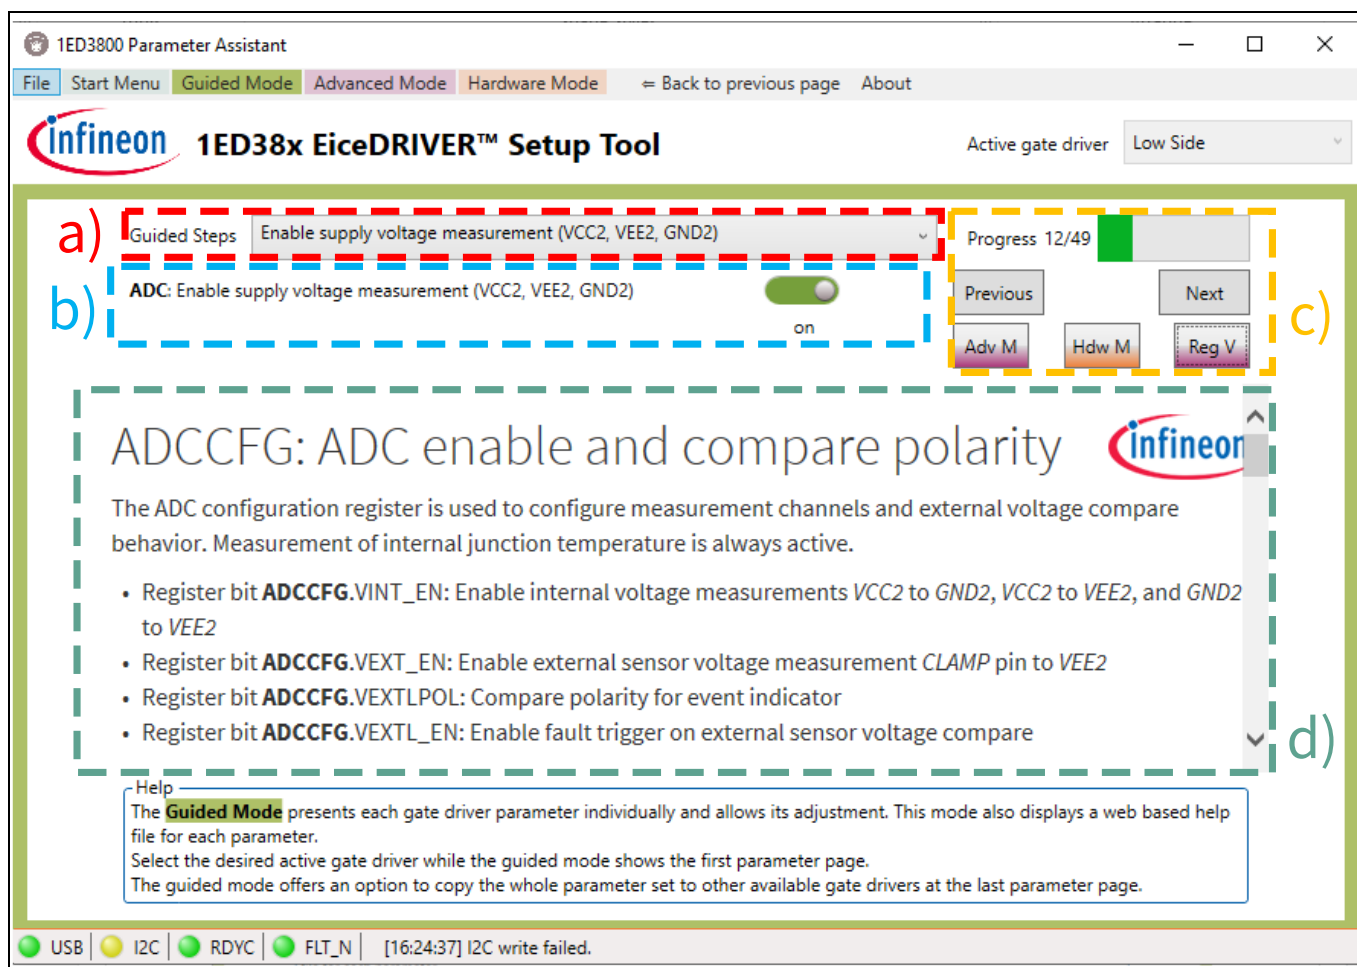 1ED3800 Parameter Assistant
File Start Menu Guided Mode Advanced Mode Hardware Mode ⇐ Back to previous page About
infineon 1ED38x EiceDRIVER™ Setup Tool Active gate driver Low Side
a) Guided Steps Enable supply voltage measurement (VCC2, VEE2, GND2) Progress 12/49
b) ADC: Enable supply voltage measurement (VCC2, VEE2, GND2) Previous Next
c)
on
Adv M Hdw M Reg V
ADCCFG: ADC enable and compare polarity infineon
The ADC configuration register is used to configure measurement channels and external voltage compare
behavior. Measurement of internal junction temperature is always active.
• Register bit ADCCFG.VINT_EN: Enable internal voltage measurements VCC2 to GND2, VCC2 to VEE2, and GND2
to VEE2
• Register bit ADCCFG.VEXT_EN: Enable external sensor voltage measurement CLAMP pin to VEE2
• Register bit ADCCFG.VEXTLPOL: Compare polarity for event indicator
• Register bit ADCCFG.VEXTL_EN: Enable fault trigger on external sensor voltage compare
d)
Help
The Guided Mode presents each gate driver parameter individually and allows its adjustment. This mode also displays a web based help
file for each parameter.
Select the desired active gate driver while the guided mode shows the first parameter page.
The guided mode offers an option to copy the whole parameter set to other available gate drivers at the last parameter page.
USB I2C RDYC FLT_N [16:24:37] I2C write failed.